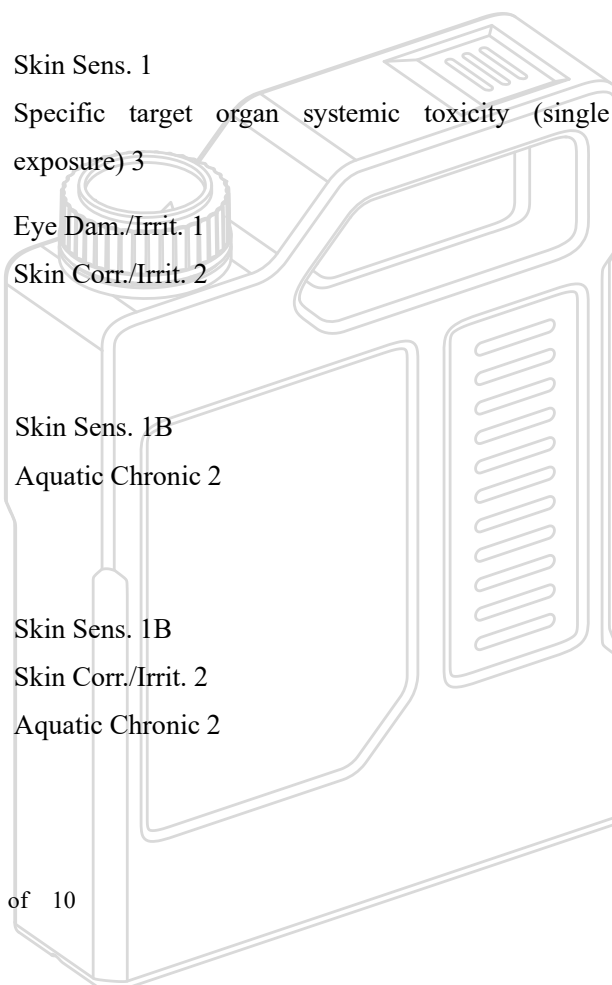 Skin Sens. 1
Specific target organ systemic toxicity (single
exposure) 3
Eye Dam./Irrit. 1
Skin Corr./Irrit. 2
Skin Sens. 1B
Aquatic Chronic 2
Skin Sens. 1B
Skin Corr./Irrit. 2
Aquatic Chronic 2
of 10